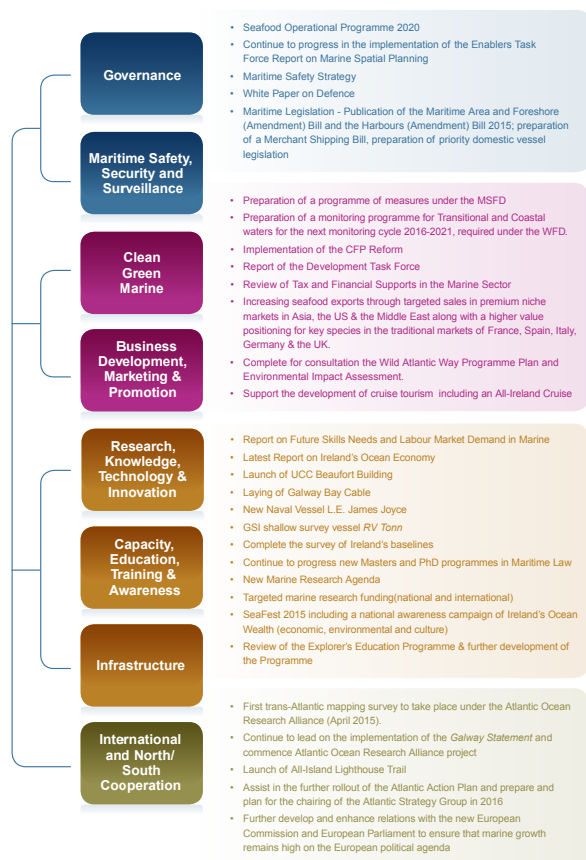 Governance
• Seafood Operational Programme 2020
• Continue to progress in the implementation of the Enablers Task
Force Report on Marine Spatial Planning
• Maritime Safety Strategy
• White Paper on Defence
• Maritime Legislation - Publication of the Maritime Area and Foreshore
(Amendment) Bill and the Harbours (Amendment) Bill 2015; preparation
of a Merchant Shipping Bill, preparation of priority domestic vessel
legislation
Maritime Safety,
Security and
Surveillance
Clean
Green
Marine
• Preparation of a programme of measures under the MSFD
• Preparation of a monitoring programme for Transitional and Coastal
waters for the next monitoring cycle 2016-2021, required under the WFD.
• Implementation of the CFP Reform
• Report of the Development Task Force
• Review of Tax and Financial Supports in the Marine Sector
• Increasing seafood exports through targeted sales in premium niche
markets in Asia, the US & the Middle East along with a higher value
positioning for key species in the traditional markets of France, Spain, Italy,
Germany & the UK.
• Complete for consultation the Wild Atlantic Way Programme Plan and
Environmental Impact Assessment.
• Support the development of cruise tourism including an All-Ireland Cruise
Business
Development,
Marketing &
Promotion
Research,
Knowledge,
Technology &
Innovation
• Report on Future Skills Needs and Labour Market Demand in Marine
• Latest Report on Ireland's Ocean Economy
• Launch of UCC Beaufort Building
• Laying of Galway Bay Cable
• New Naval Vessel L.E. James Joyce
• GSI shallow survey vessel RV Tonn
• Complete the survey of Ireland's baselines
• Continue to progress new Masters and PhD programmes in Maritime Law
• New Marine Research Agenda
• Targeted marine research funding(national and international)
• SeaFest 2015 including a national awareness campaign of Ireland's Ocean
Wealth (economic, environmental and culture)
• Review of the Explorer's Education Programme & further development of
the Programme
Capacity,
Education,
Training &
Awareness
Infrastructure
International
and North/
South
Cooperation
• First trans-Atlantic mapping survey to take place under the Atlantic Ocean
Research Alliance (April 2015).
• Continue to lead on the implementation of the Galway Statement and
commence Atlantic Ocean Research Alliance project
• Launch of All-Island Lighthouse Trail
• Assist in the further rollout of the Atlantic Action Plan and prepare and
plan for the chairing of the Atlantic Strategy Group in 2016
• Further develop and enhance relations with the new European
Commission and European Parliament to ensure that marine growth
remains high on the European political agenda